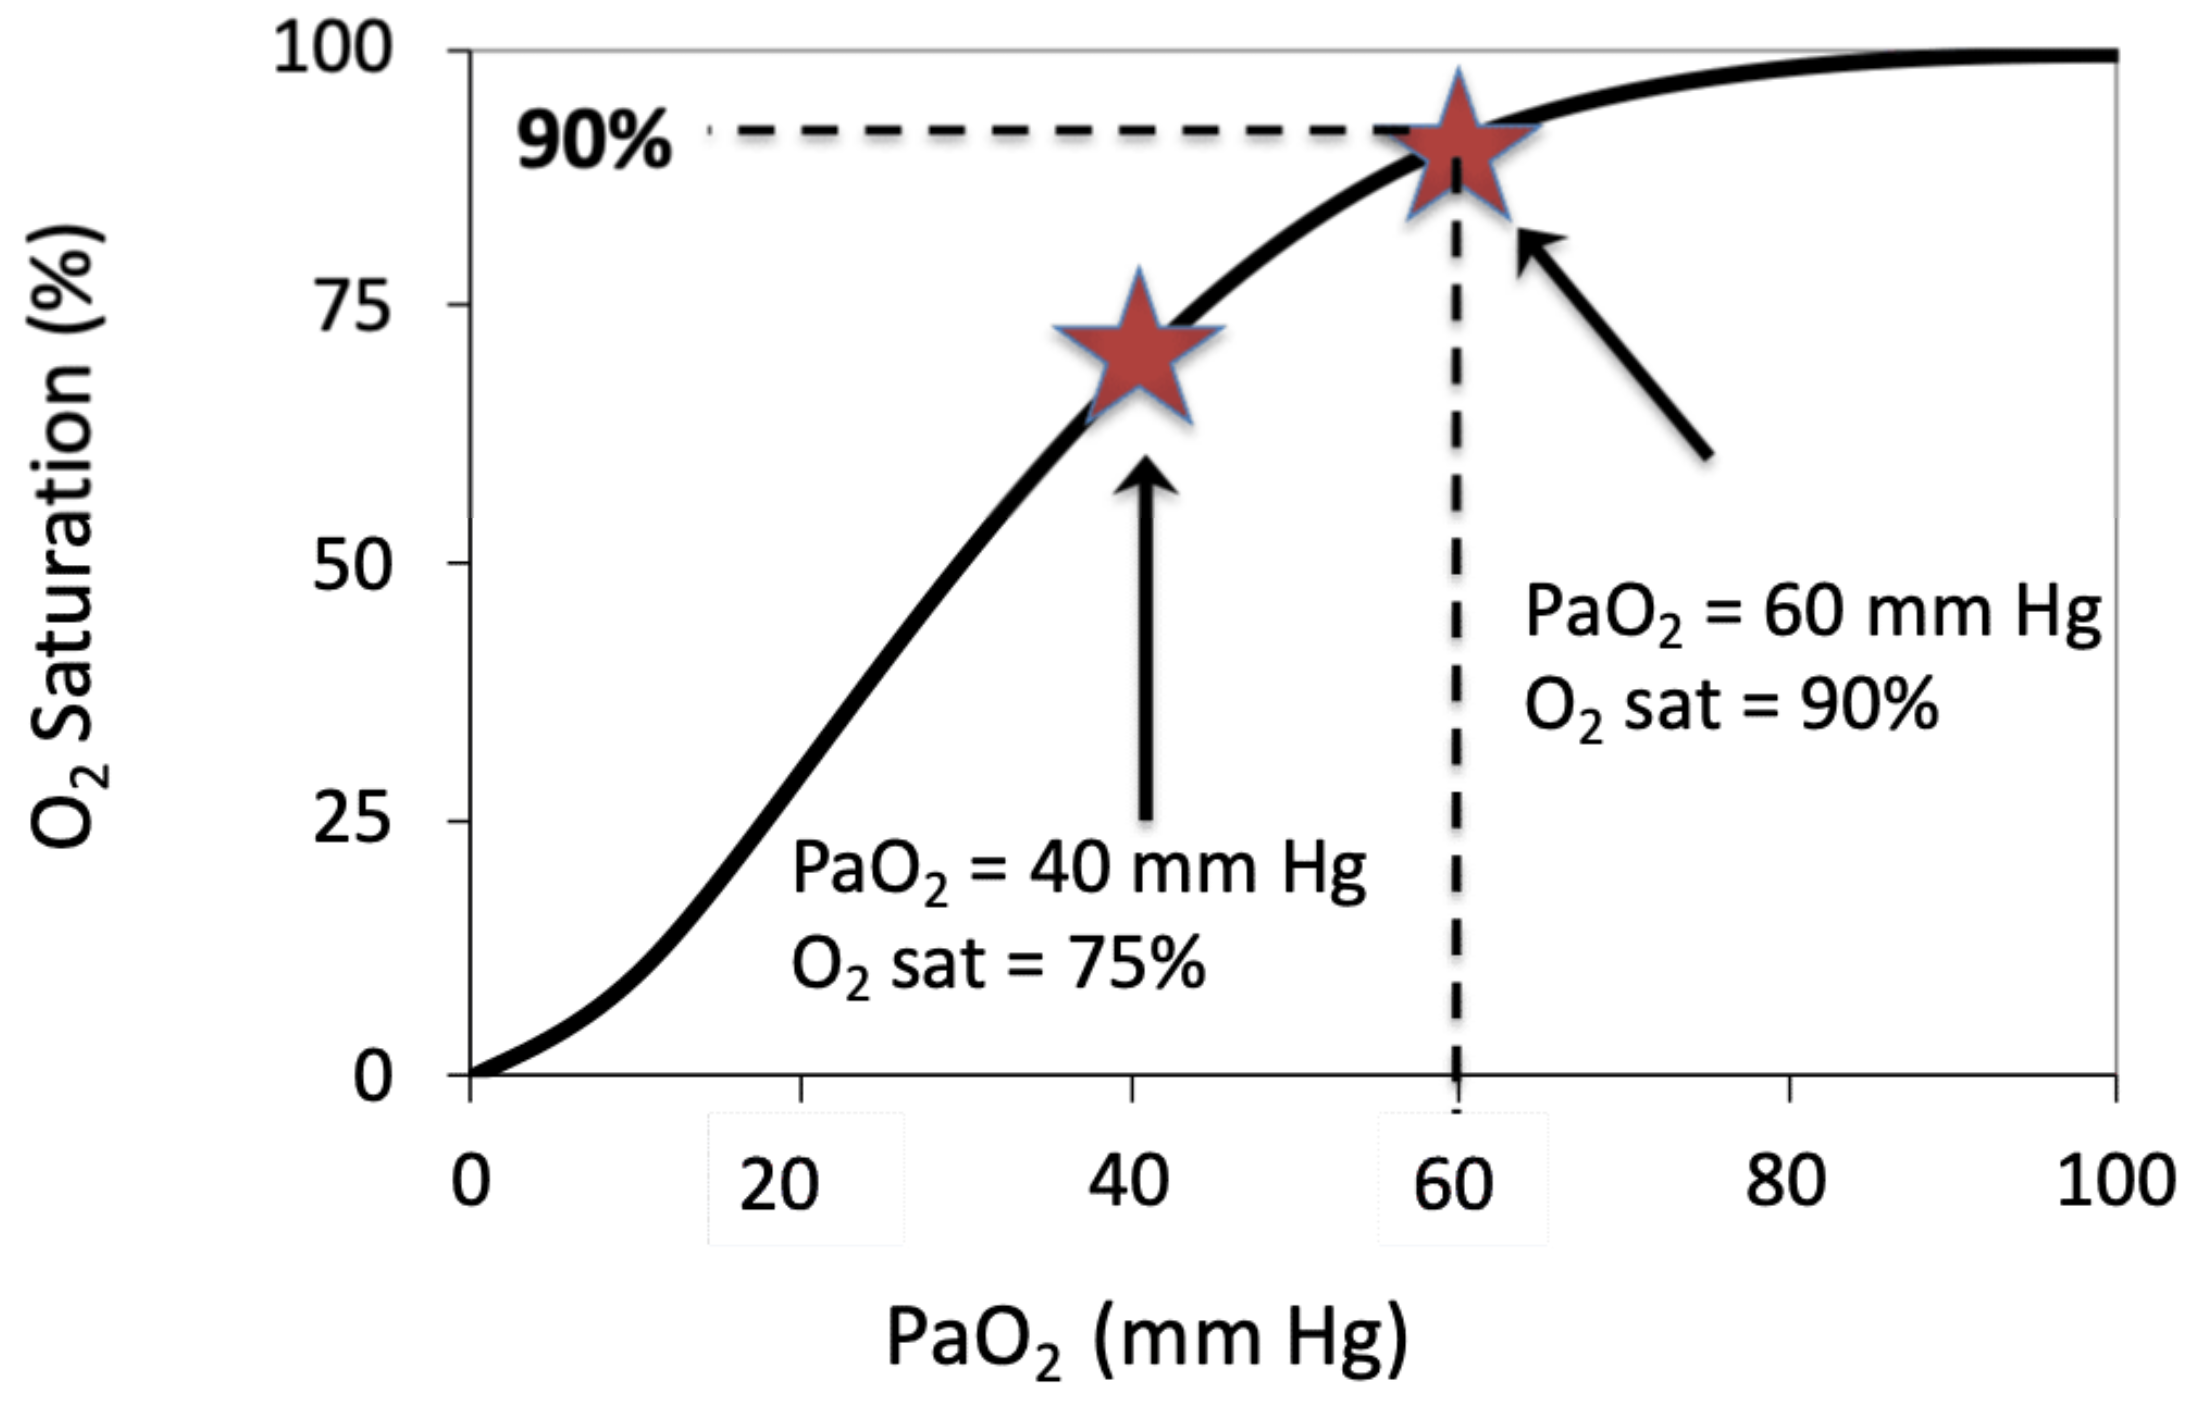 100
90%
75
50
25
0
O₂ Saturation (%)
PaO₂ = 60 mm Hg
O₂ sat = 90%
PaO₂ = 40 mm Hg
O₂ sat = 75%
0 20 40 60 80 100
PaO₂ (mm Hg)